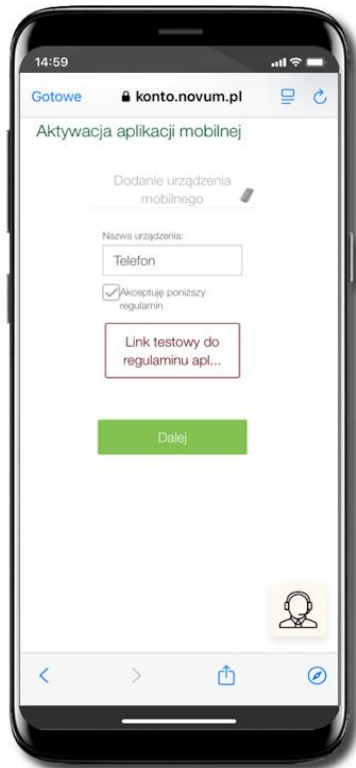 14:59
Gotowe
konto.novum.pl
Aktywacja aplikacji mobilnej
Dodanie urządzenia
mobilnego
Nazwa urządzenia:
Telefon
Akceptuję poniższy
regulamin
Link testowy do
regulaminu apl...
Dalej